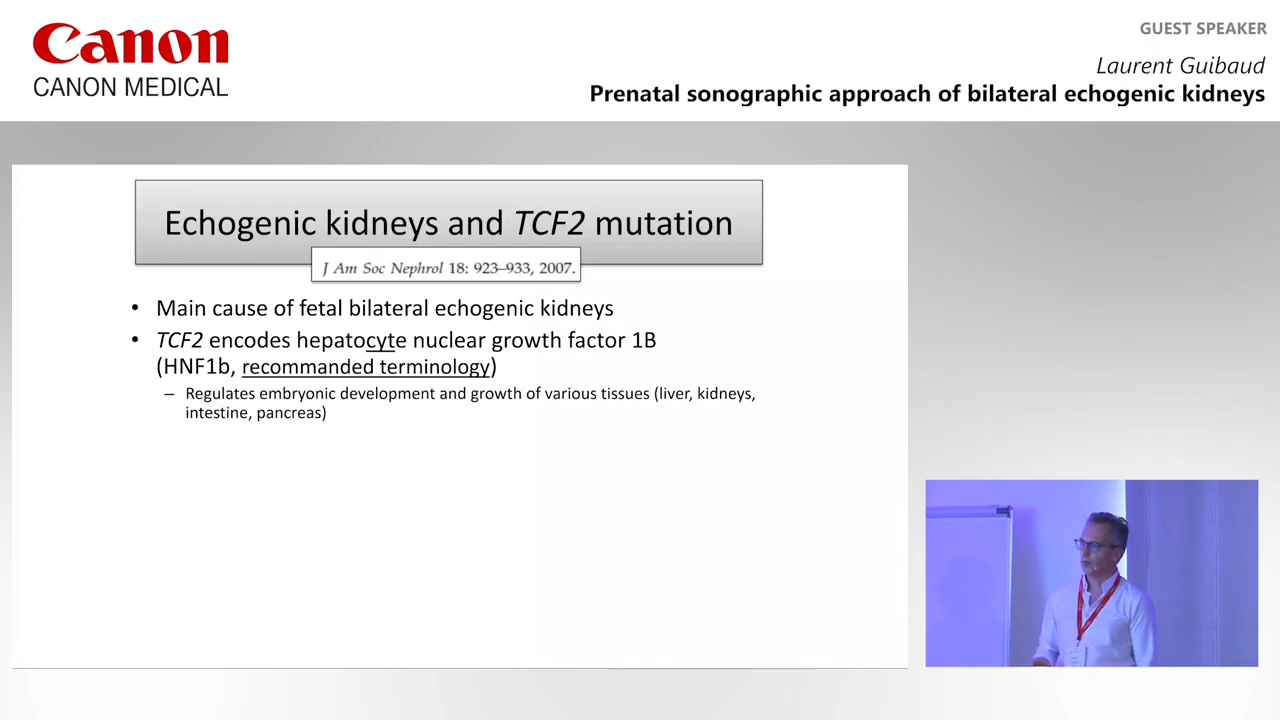 Canon
CANON MEDICAL
GUEST SPEAKER
Laurent Guibaud
Prenatal sonographic approach of bilateral echogenic kidneys
Echogenic kidneys and TCF2 mutation
J Am Soc Nephrol 18: 923–933, 2007.
• Main cause of fetal bilateral echogenic kidneys
• TCF2 encodes hepatocyte nuclear growth factor 1B
(HNF1b, recommanded terminology)
– Regulates embryonic development and growth of various tissues (liver, kidneys,
intestine, pancreas)